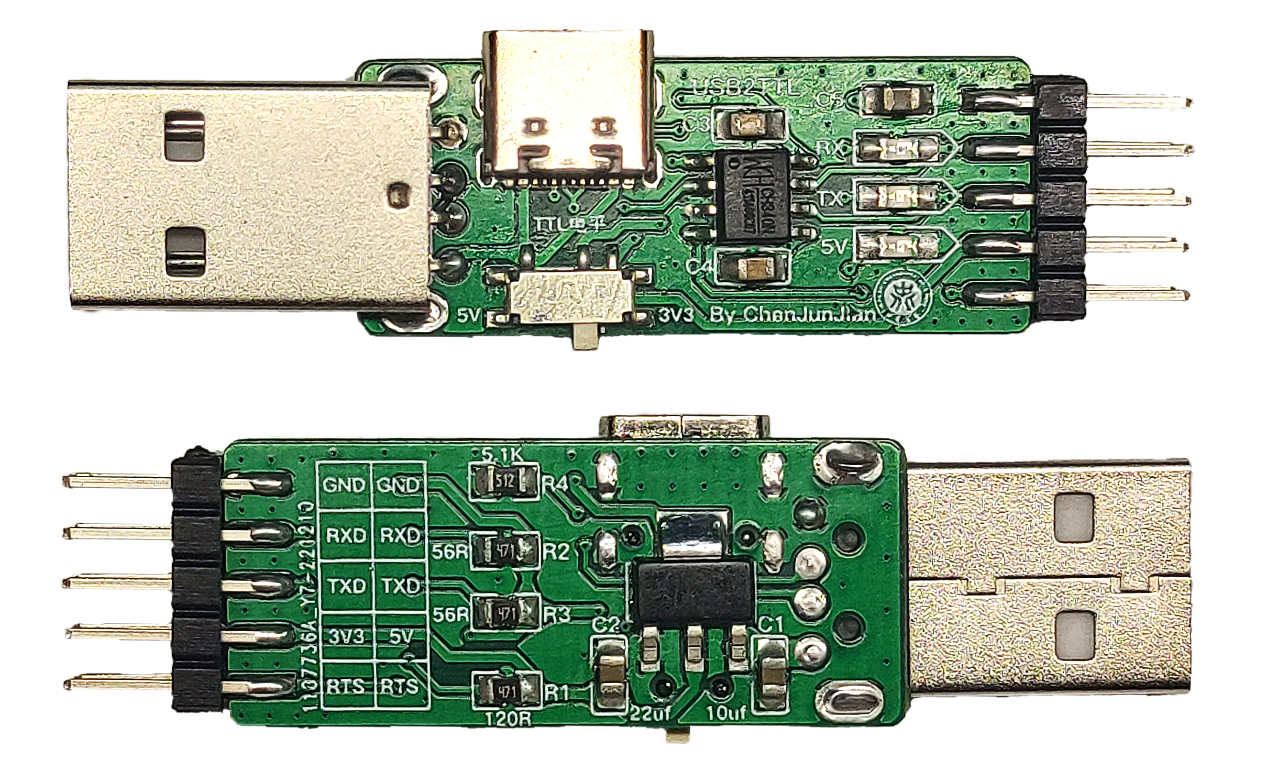 USB2TTL
C5
C3
RX
CH340N
TX
TTL电平
5V
C4
5V
3V3
By ChenJunJian
5.1K
GND GND
512
R4
RXD RXD
56R
471
R2
TXD TXD
56R
471
R3
C2
C1
3V3 5V
RTS RTS
471
R1
120R
22uf
10uf